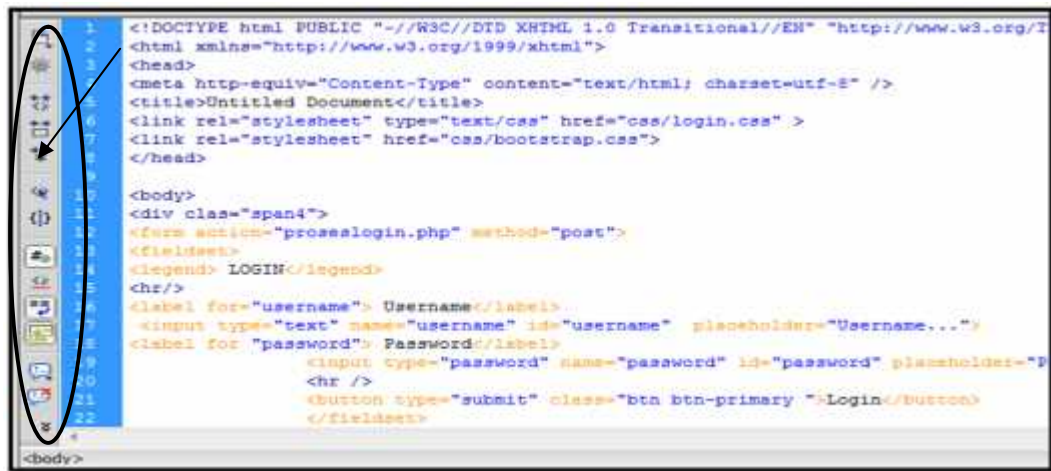 1 <!DOCTYPE html PUBLIC "-//W3C//DTD XHTML 1.0 Transitional//EN" "http://www.w3.org/T
2 <html xmlns="http://www.w3.org/1999/xhtml">
3 <head>
<meta http-equiv="Content-Type" content="text/html; charset=utf-8" />
5 <title>Untitled Document</title>
6 <link rel="stylesheet" type="text/css" href="css/login.css" >
7 <link rel="stylesheet" href="css/bootstrap.css">
8 </head>
9
10 <body>
11 <div clas="span4">
12 <form action="proseslogin.php" method="post">
13 <fieldset>
14 <legend> LOGIN</legend>
15 <hr/>
16 <label for="username"> Username</label>
17 <input type="text" name="username" id="username" placeholder="Username...">
18 <label for "password"> Password</label>
19 <input type="password" name="password" id="password" placeholder="P
20 <hr />
21 <button type="submit" class="btn btn-primary ">Login</button>
22 </fieldset>
<body>